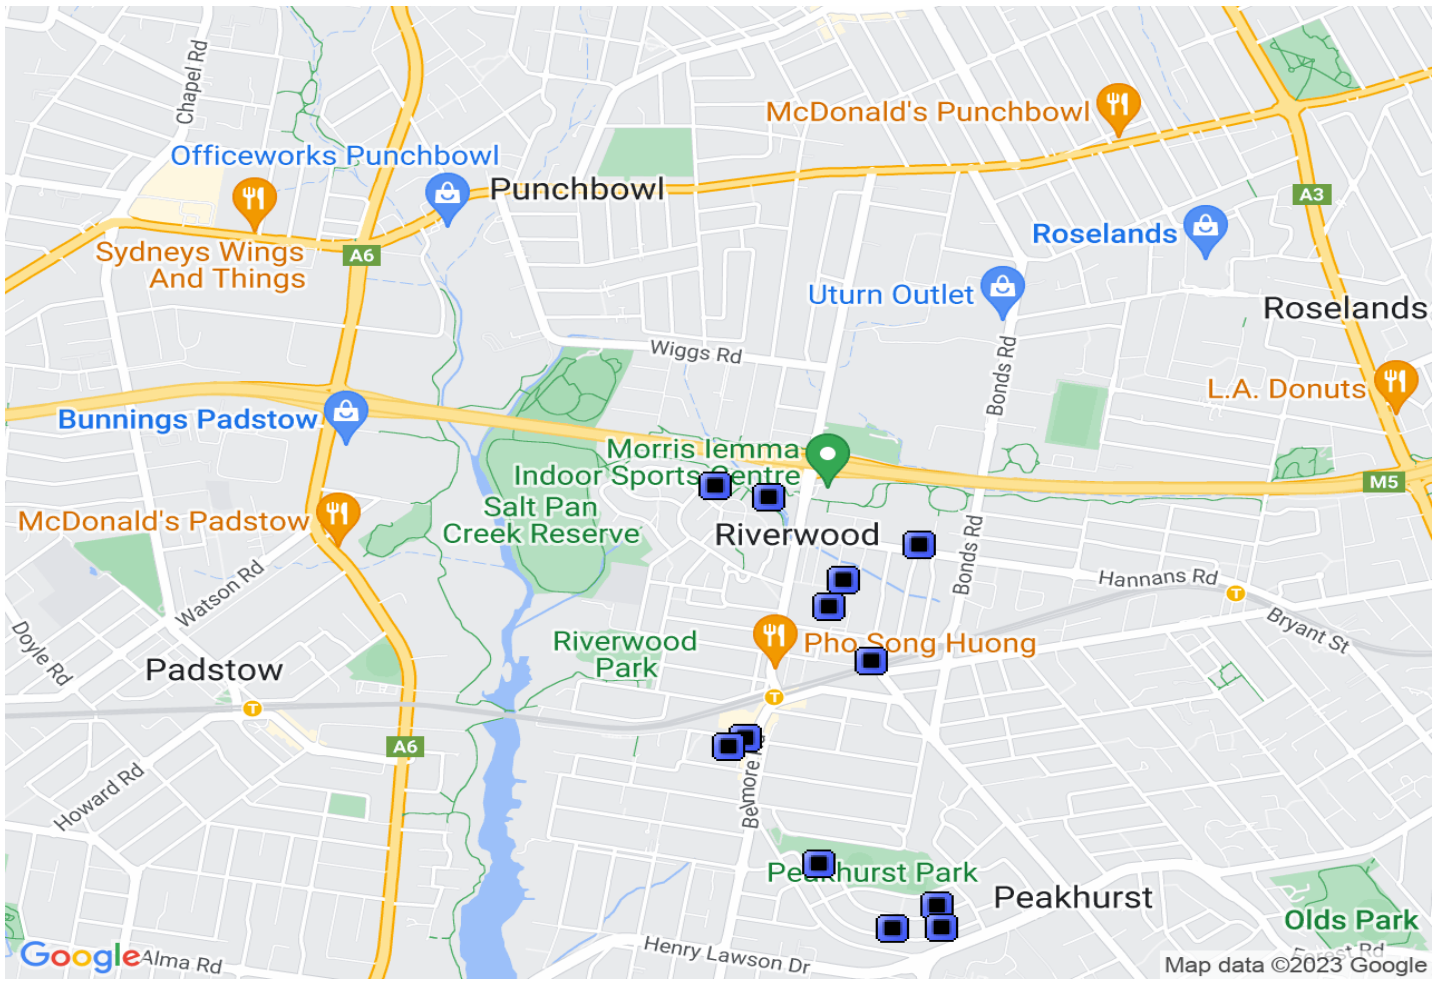 Chapel Rd
McDonald's Punchbowl
Officeworks Punchbowl
Punchbowl
A3
Roselands
Sydneys Wings
And Things
A6
Uturn Outlet
Roselands
Wiggs Rd
Bonds Rd
L.A. Donuts
Bunnings Padstow
Morris Iemma
Indoor Sports Centre
M5
Salt Pan
Creek Reserve
McDonald's Padstow
Riverwood
Bonds Rd
Hannans Rd
T
Watson Rd
Bryant St
Doyle Rd
Riverwood
Park
Pho Song Huong
Padstow
T
T
A6
Howard Rd
Belmore
Peakhurst Park
Peakhurst
Olds Park
Henry Lawson Dr
Forest Rd
Google
Alma Rd
Map data ©2023 Google